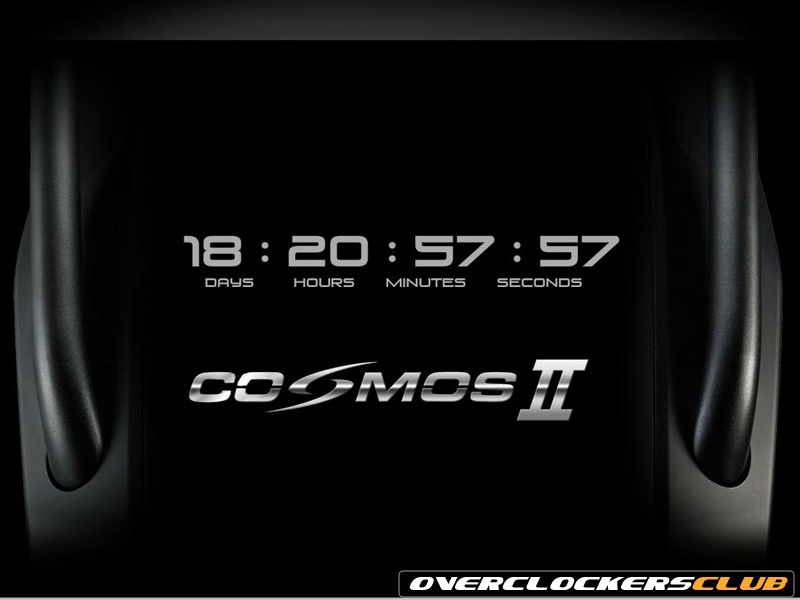 18 : 20 : 57 : 57
DAYS HOURS MINUTES SECONDS
COSMOS II
OVERCLOCKERSCLUB